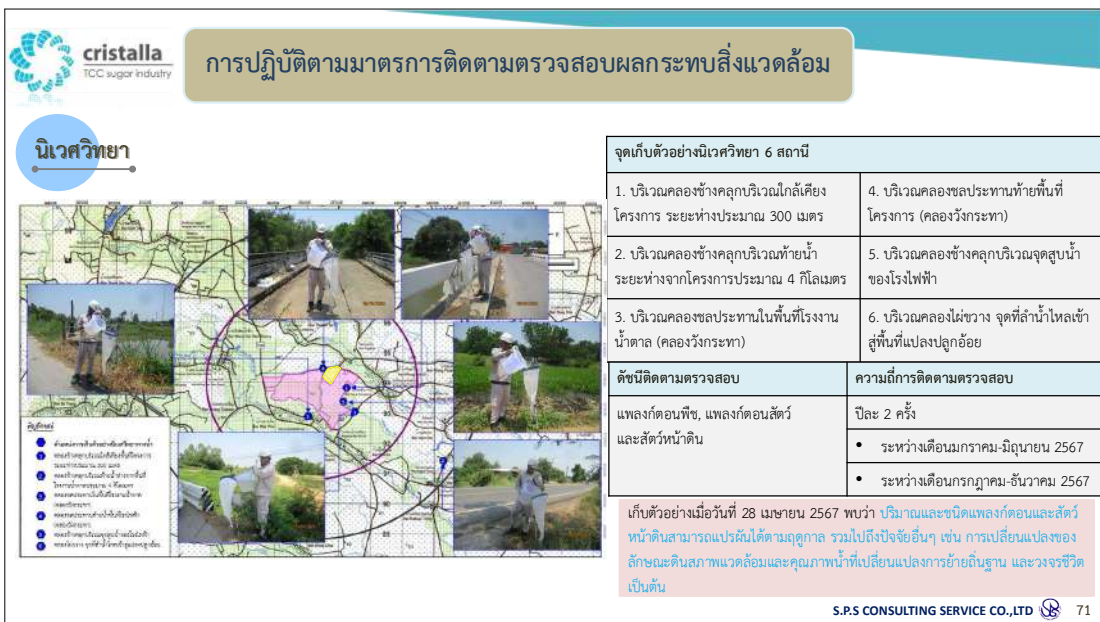 cristalla
TCC sugar industry
การปฏิบัติตามมาตรการติดตามตรวจสอบผลกระทบสิ่งแวดล้อม
นิเวศวิทยา
จุดเก็บตัวอย่างนิเวศวิทยา 6 สถานี
1. บริเวณคลองช้างคลุกบริเวณใกล้เคียง
โครงการ ระยะห่างประมาณ 300 เมตร
4. บริเวณคลองชลประทานท้ายพื้นที่
โครงการ (คลองวังกระทา)
2. บริเวณคลองช้างคลุกบริเวณท้ายน้ำ
ระยะห่างจากโครงการประมาณ 4 กิโลเมตร
5. บริเวณคลองช้างคลุกบริเวณจุดสูบน้ำ
ของโรงไฟฟ้า
3. บริเวณคลองชลประทานในพื้นที่โรงงาน
น้ำตาล (คลองวังกระทา)
6. บริเวณคลองไผ่ขวาง จุดที่ลำน้ำไหลเข้า
สู่พื้นที่แปลงปลูกอ้อย
ดัชนีติดตามตรวจสอบ
ความถี่การติดตามตรวจสอบ
แพลงก์ตอนพืช, แพลงก์ตอนสัตว์
และสัตว์หน้าดิน
ปีละ 2 ครั้ง
• ระหว่างเดือนมกราคม-มิถุนายน 2567
• ระหว่างเดือนกรกฎาคม-ธันวาคม 2567
เก็บตัวอย่างเมื่อวันที่ 28 เมษายน 2567 พบว่า ปริมาณและชนิดแพลงก์ตอนและสัตว์
หน้าดินสามารถแปรผันได้ตามฤดูกาล รวมไปถึงปัจจัยอื่นๆ เช่น การเปลี่ยนแปลงของ
ลักษณะดินสภาพแวดล้อมและคุณภาพน้ำที่เปลี่ยนแปลงการย้ายถิ่นฐาน และวงจรชีวิต
เป็นต้น
สัญลักษณ์
S.P.S CONSULTING SERVICE CO.,LTD
71